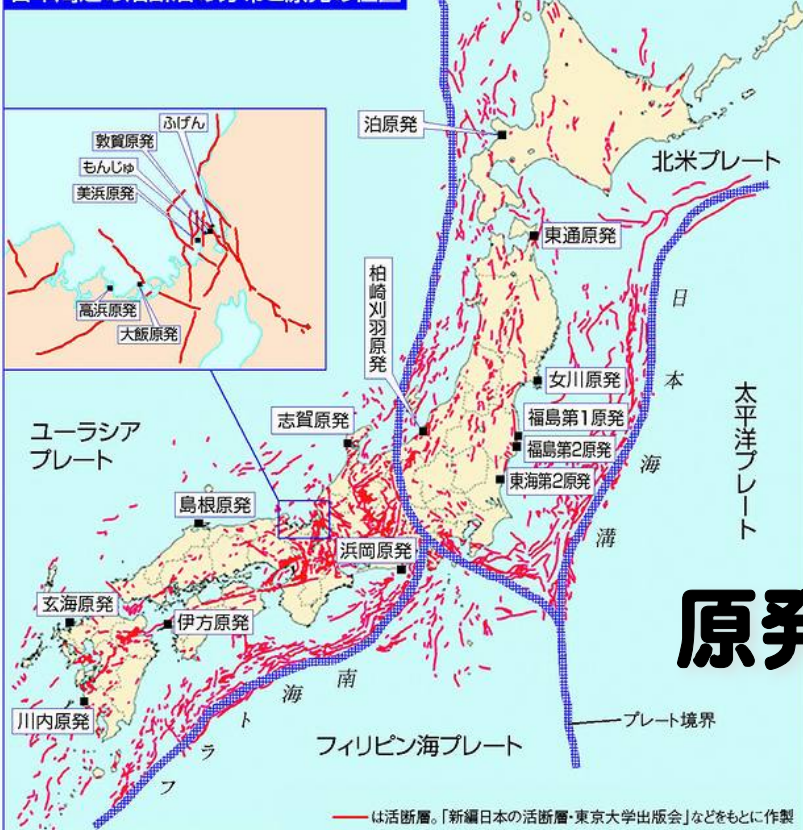 ふげん
敦賀原発
もんじゅ
美浜原発
高浜原発
大飯原発
泊原発
北米プレート
東通原発
柏崎刈羽原発
日本海溝
女川原発
太平洋プレート
志賀原発
福島第1原発
福島第2原発
ユーラシア
プレート
東海第2原発
島根原発
浜岡原発
玄海原発
伊方原発
原発
川内原発
南海トラフ
プレート境界
フィリピン海プレート
は活断層。「新編日本の活断層・東京大学出版会」などをもとに作製